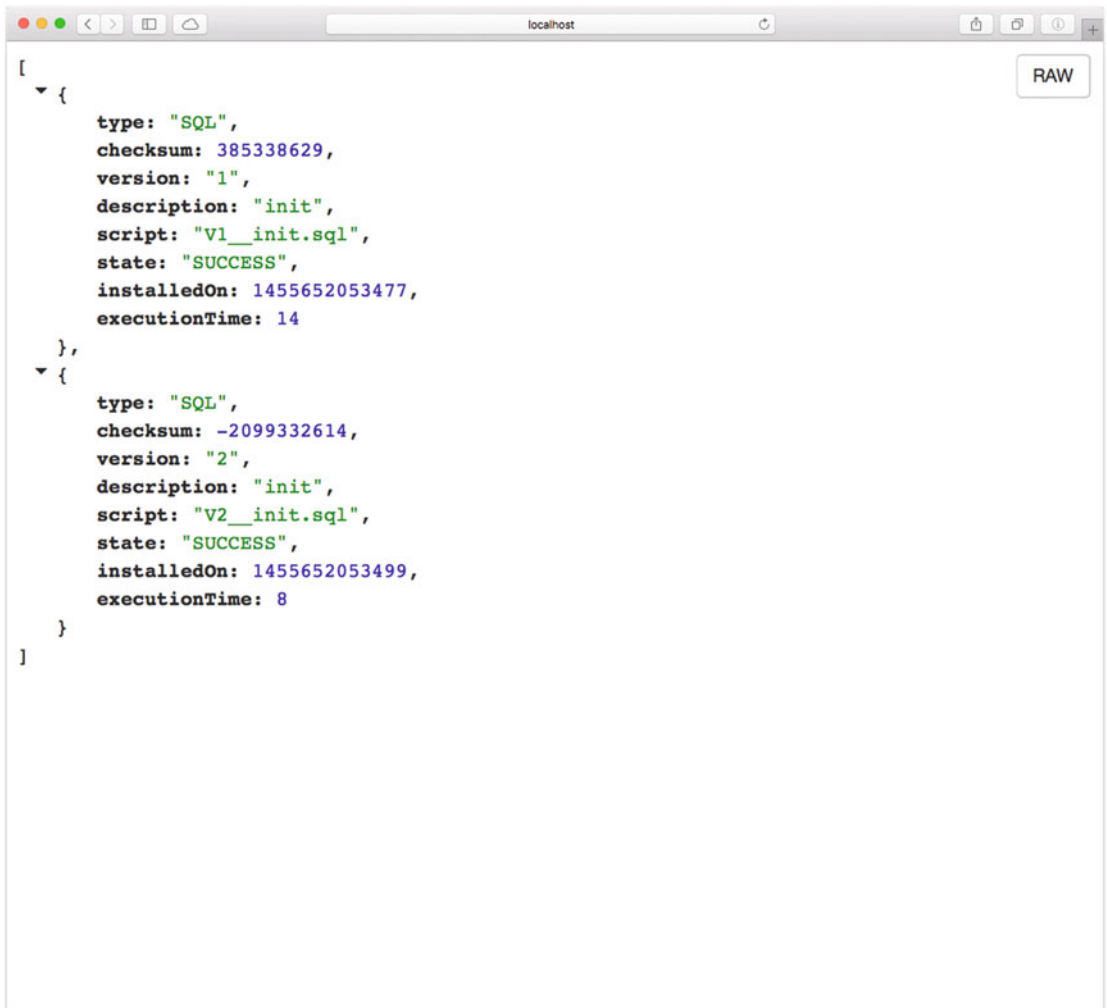 localhost
RAW
[
{
type: "SQL",
checksum: 385338629,
version: "1",
description: "init",
script: "V1__init.sql",
state: "SUCCESS",
installedOn: 1455652053477,
executionTime: 14
},
{
type: "SQL",
checksum: -2099332614,
version: "2",
description: "init",
script: "V2__init.sql",
state: "SUCCESS",
installedOn: 1455652053499,
executionTime: 8
}
]